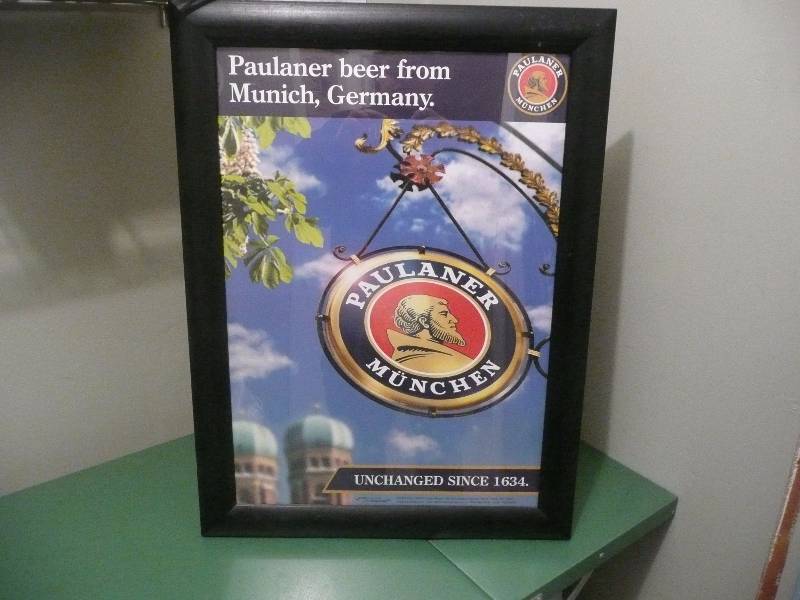 Paulaner beer from
Munich, Germany.
PAULANER
MÜNCHEN
PAULANER
MÜNCHEN
UNCHANGED SINCE 1634.